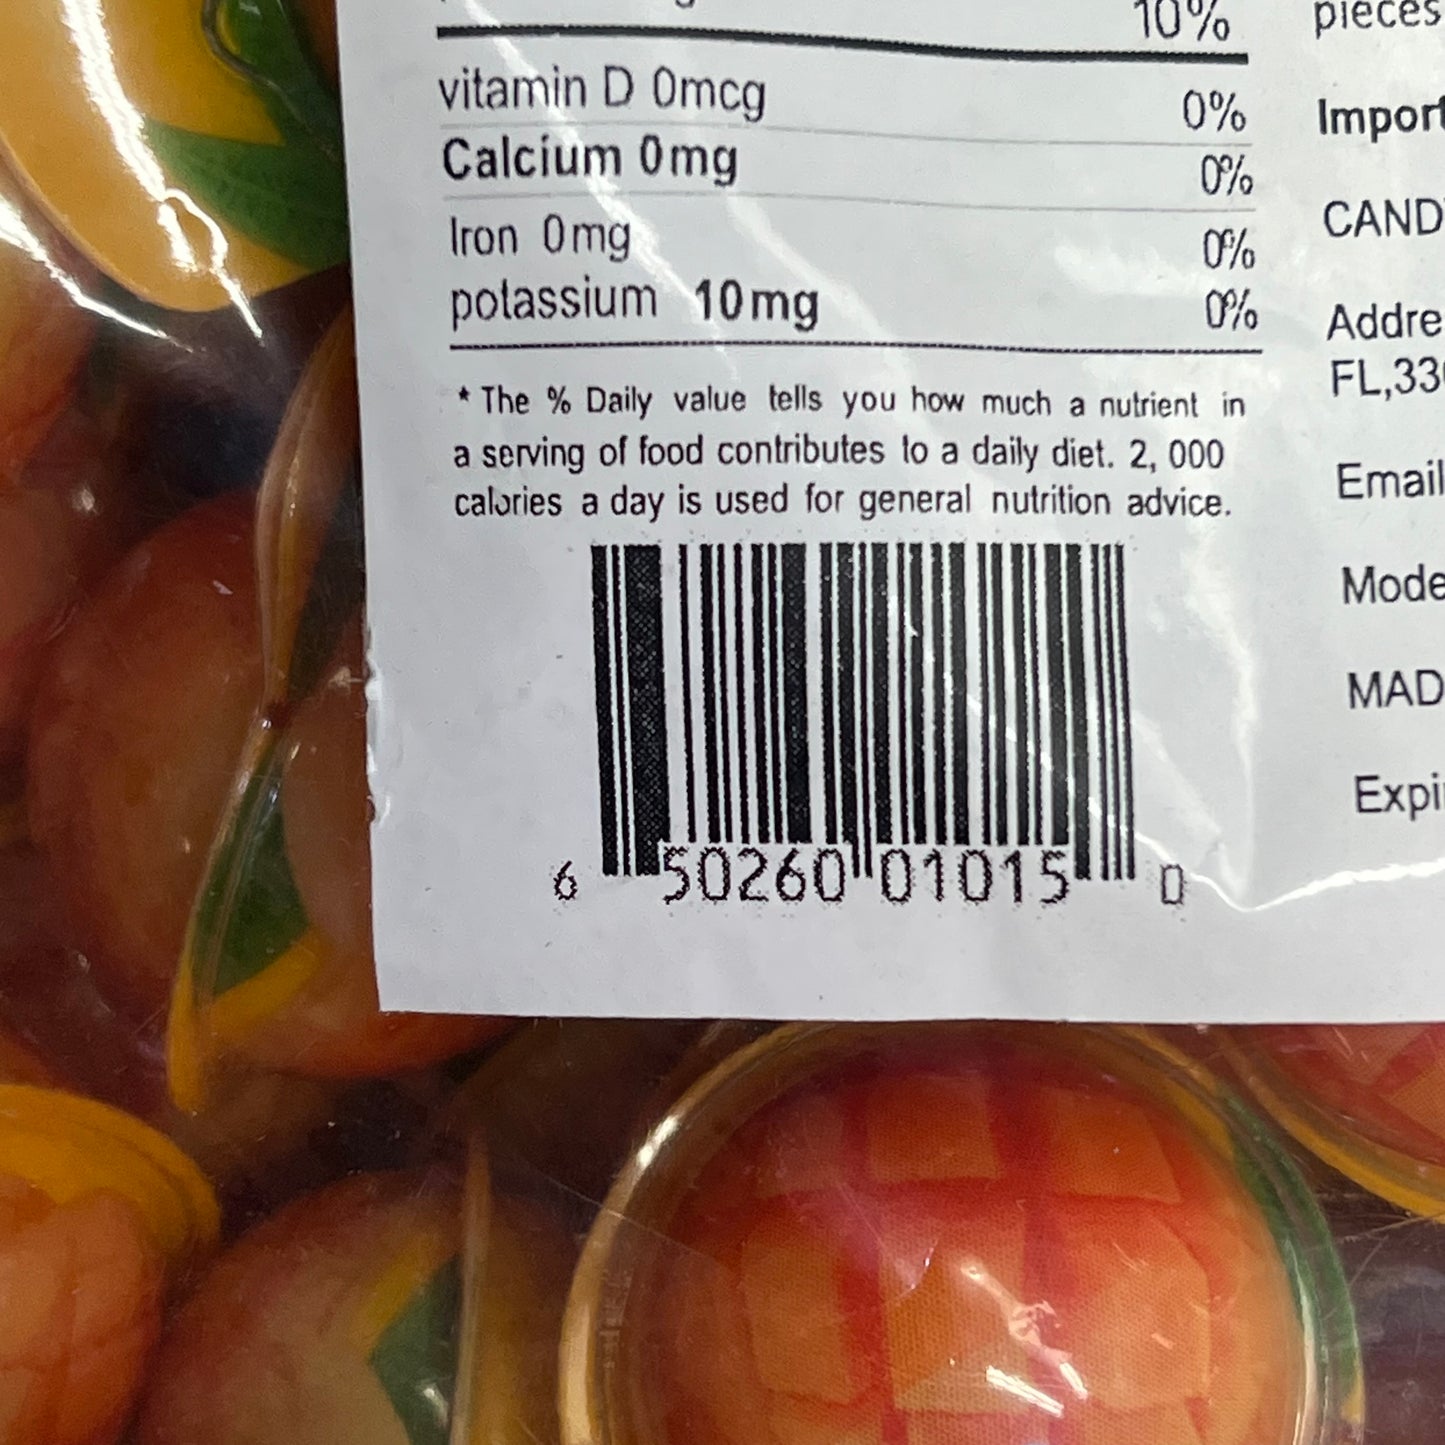 10%
vitamin D 0mcg 0%
Calcium 0mg 0%
Iron 0mg 0%
potassium 10mg 0%
* The % Daily value tells you how much a nutrient in
a serving of food contributes to a daily diet. 2, 000
calories a day is used for general nutrition advice.
6 50260 01015 0
pieces
Import
CAND
Addre
FL,33
Email
Mode
MAD
Expi